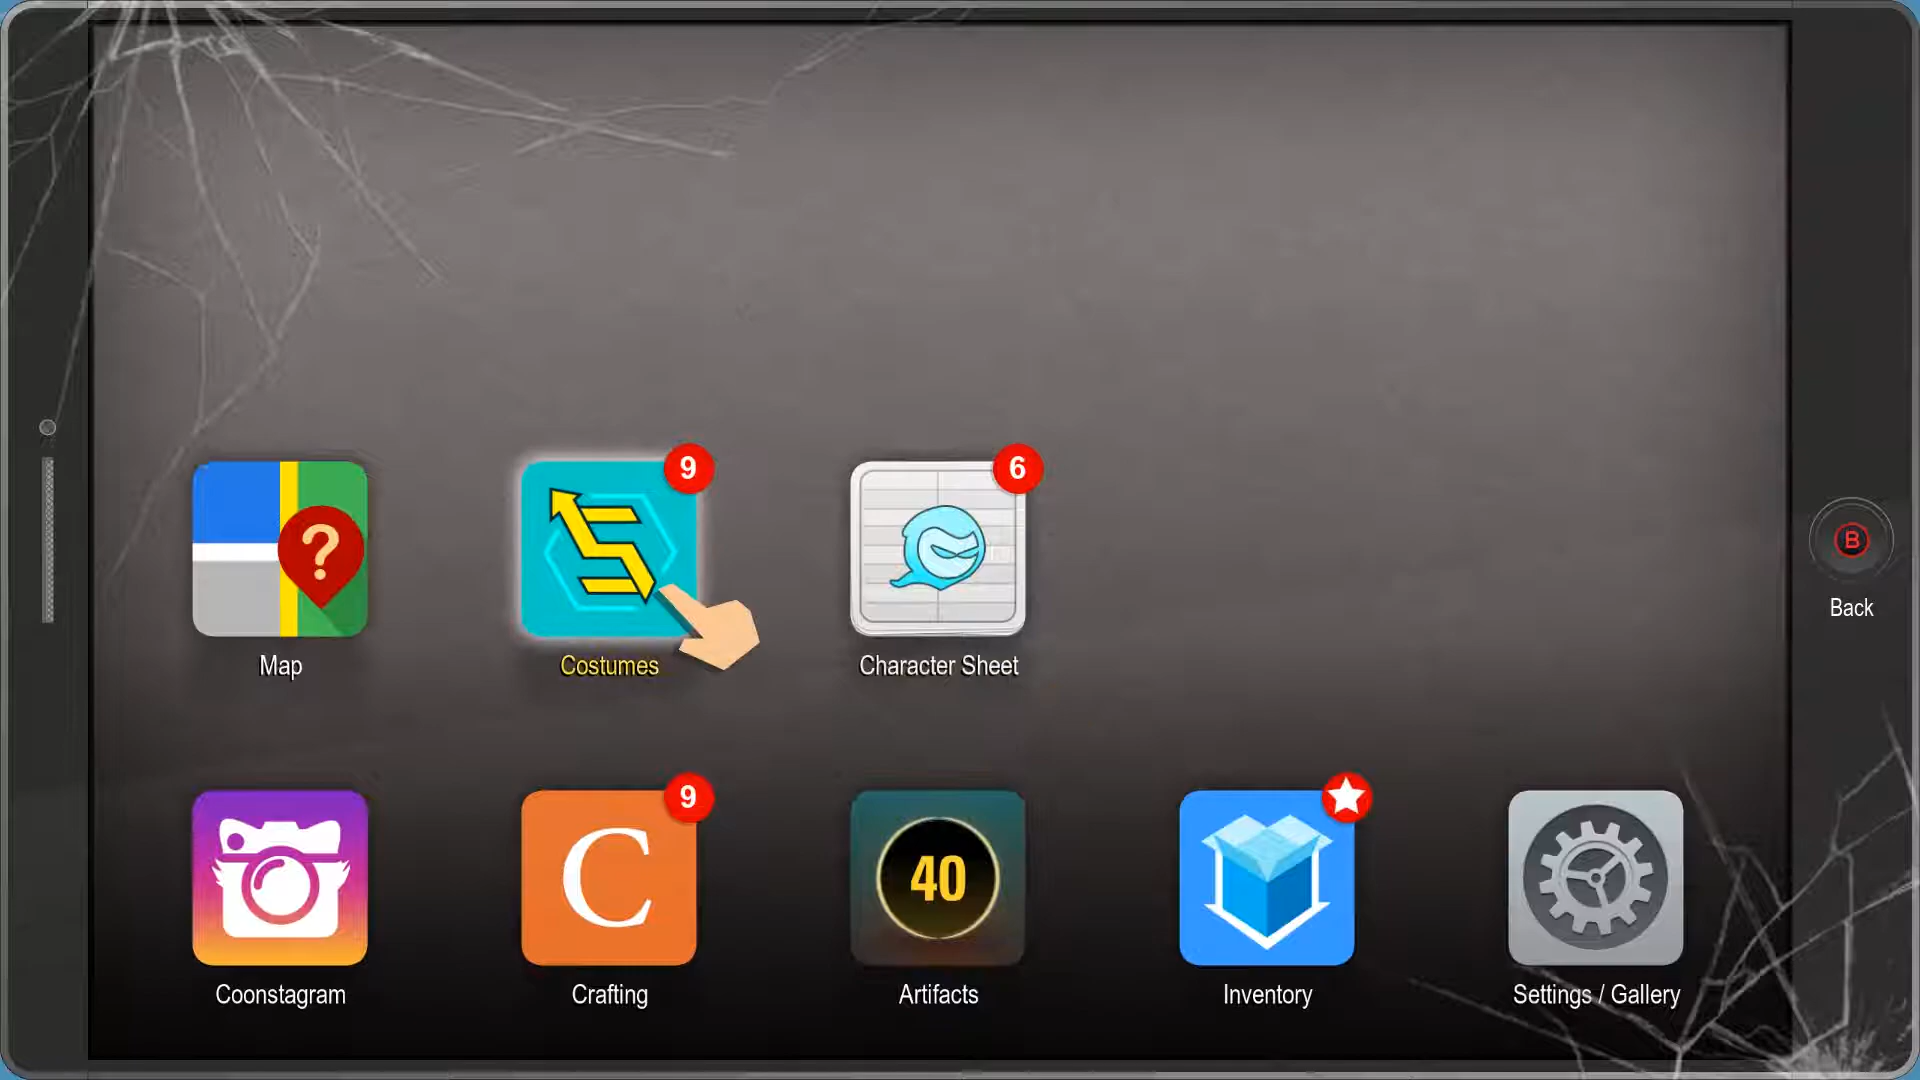 9
6
?
Map
Costumes
Character Sheet
B
Back
9
C
40
Coonstagram
Crafting
Artifacts
Inventory
Settings / Gallery